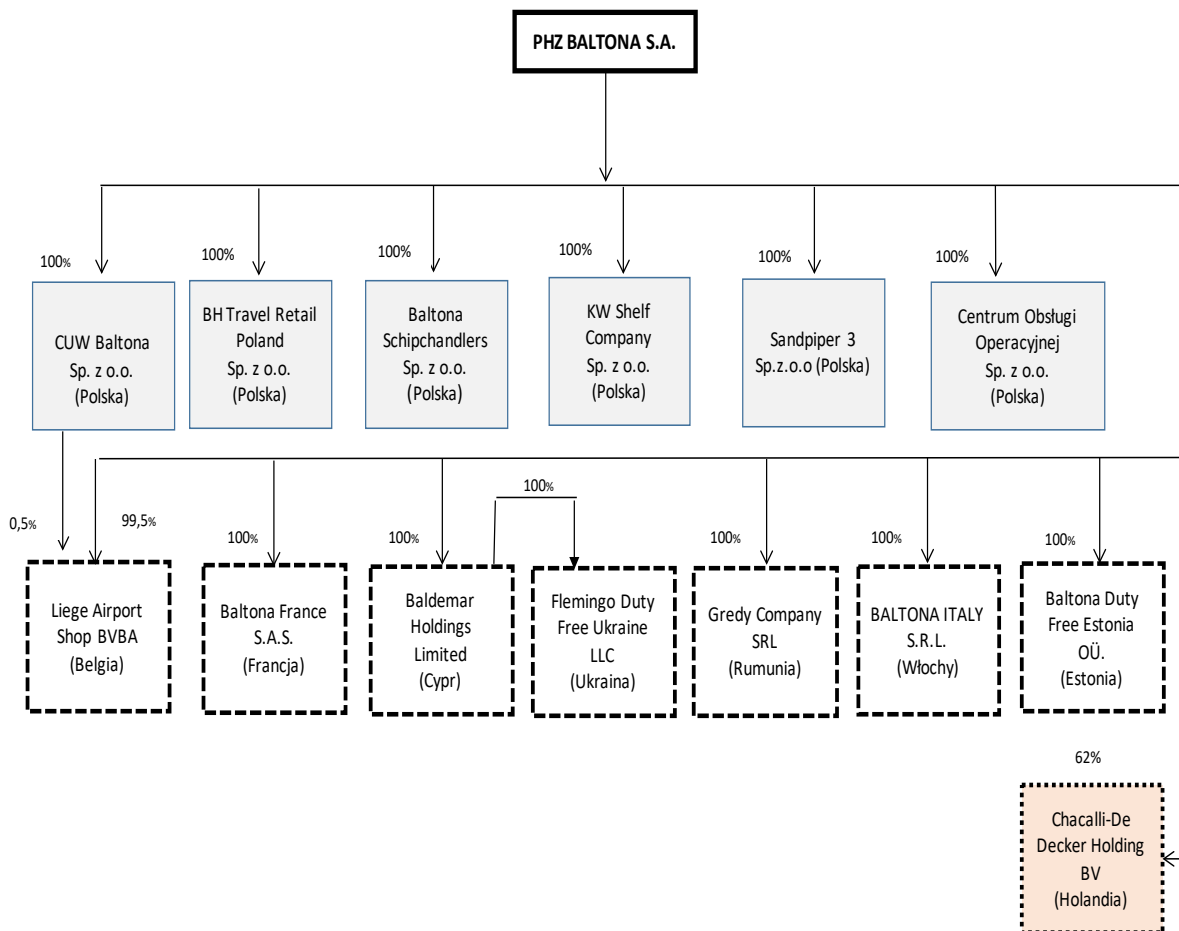 PHZ BALTONA S.A.
100%
100%
100%
100%
100%
100%
CUW Baltona
Sp. z o.o.
(Polska)
BH Travel Retail
Poland
Sp. z o.o.
(Polska)
Baltona
Schipchandlers
Sp. z o.o.
(Polska)
KW Shelf
Company
Sp. z o.o.
(Polska)
Sandpiper 3
Sp.z.o.o (Polska)
Centrum Obsługi
Operacyjnej
Sp. z o.o.
(Polska)
0,5%
99,5%
100%
100%
100%
100%
100%
100%
Liege Airport
Shop BVBA
(Belgia)
Baltona France
S.A.S.
(Francja)
Baldemar
Holdings
Limited
(Cypr)
Flemingo Duty
Free Ukraine
LLC
(Ukraina)
Gredy Company
SRL
(Rumunia)
BALTONA ITALY
S.R.L.
(Włochy)
Baltona Duty
Free Estonia
OÜ.
(Estonia)
62%
Chacalli-De
Decker Holding
BV
(Holandia)